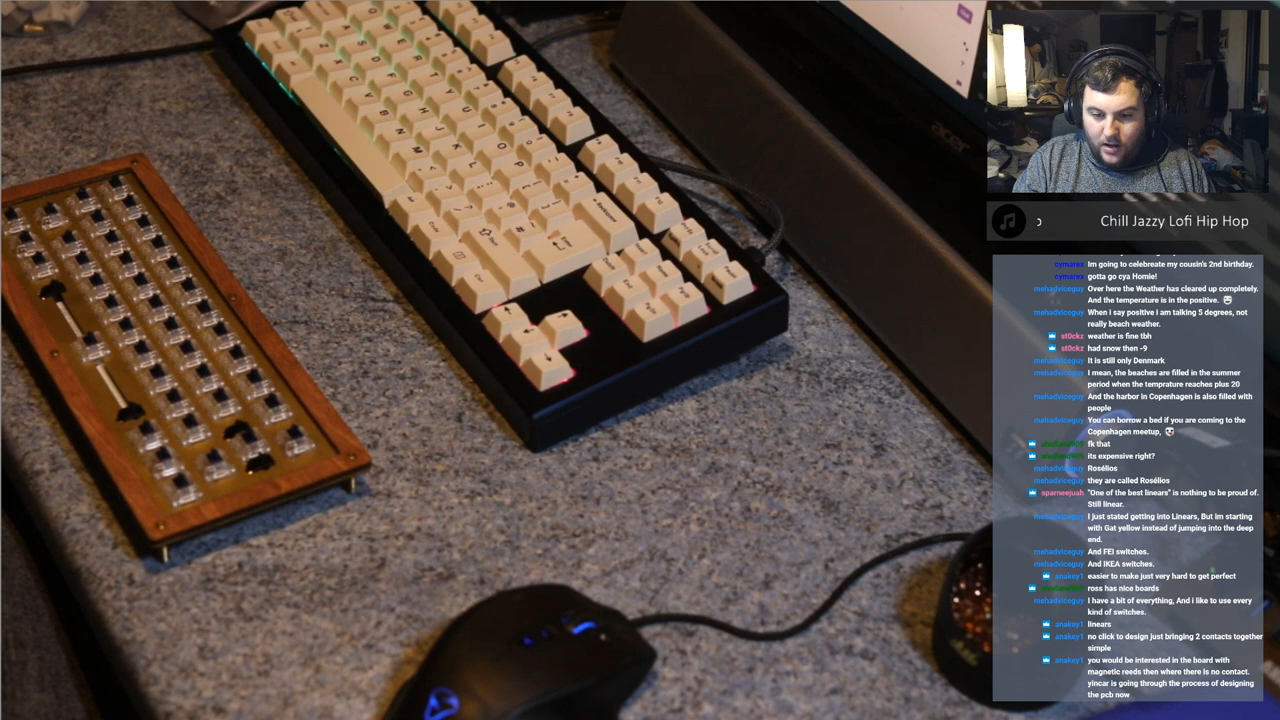 acer
Chill Jazzy Lofi Hip Hop
cymarex Im going to celebreate my cousin's 2nd birthday.
cymarex gotta go cya Homie!
mehadviceguy Over here the Weather has cleared up completely.
And the temperature is in the positive.
mehadviceguy When i say positive i am talking 5 degrees, not
really beach weather.
st0ckz weather is fine tbh
st0ckz had snow then -9
mehadviceguy It is still only Denmark
mehadviceguy I mean, the beaches are filled in the summer
period when the temprature reaches plus 20
mehadviceguy And the harbor in Copenhagen is also filled with
people
mehadviceguy You can borrow a bed if you are coming to the
Copenhagen meetup,
fk that
its expensive right?
mehadviceguy Rosélios
mehadviceguy they are called Rosélios
sparneejuah "One of the best linears" is nothing to be proud of.
Still linear.
mehadviceguy I just stated getting into Linears, But im starting
with Gat yellow instead of jumping into the deep
end.
mehadviceguy And FEI switches.
mehadviceguy And IKEA switches.
anakey1 easier to make just very hard to get perfect
ross has nice boards
mehadviceguy I have a bit of everything, And i like to use every
kind of switches.
anakey1 linears
anakey1 no click to design just bringing 2 contacts together
simple
anakey1 you would be interested in the board with
magnetic reeds then where there is no contact.
yincar is going through the process of designing
the pcb now